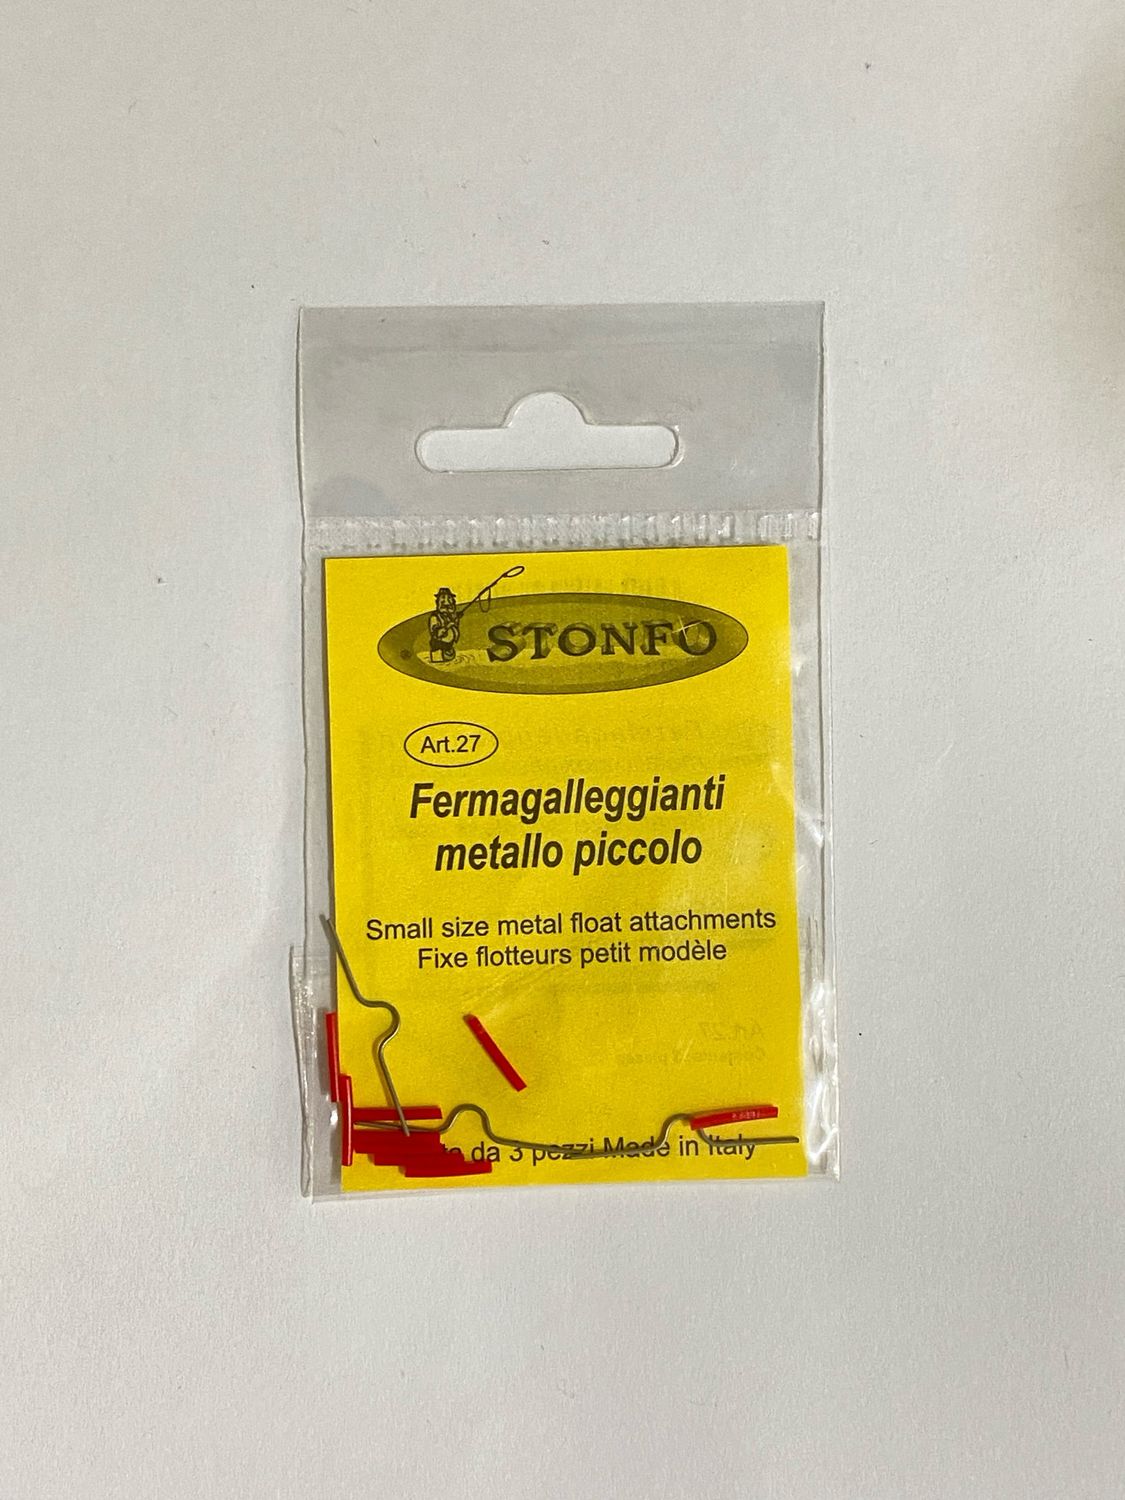 STONFO
Art.27
Fermagalleggianti
metallo piccolo
Small size metal float attachments
Fixe flotteurs petit modèle
da 3 pezzi Made in Italy